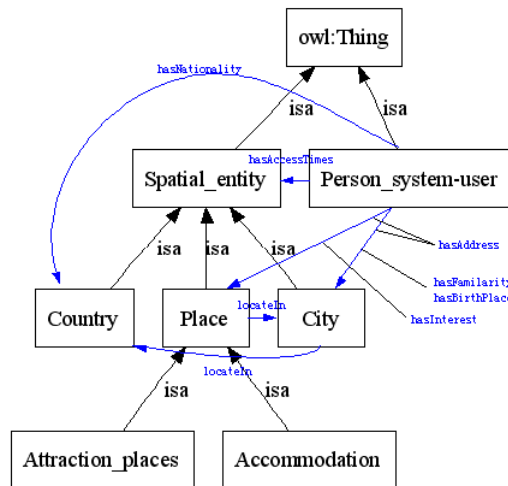 owl:Thing
hasNationality
isa
isa
hasAccessTimes
Spatial_entity
Person_system-user
isa
isa
isa
hasAddress
hasFamilarity
hasBirthPlace
hasInterest
locateIn
Country
Place
City
locateIn
isa
isa
Attraction_places
Accommodation